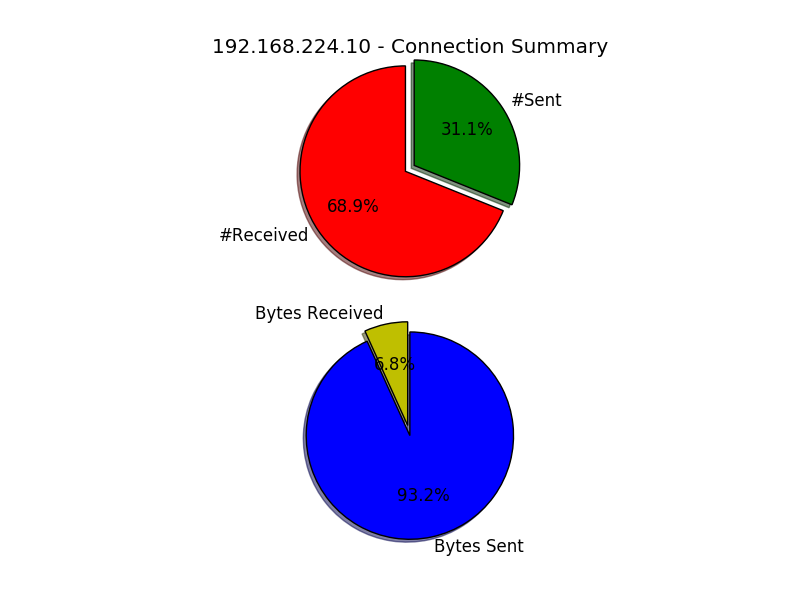 192.168.224.10 - Connection Summary
#Sent
31.1%
68.9%
#Received
Bytes Received
6.8%
93.2%
Bytes Sent